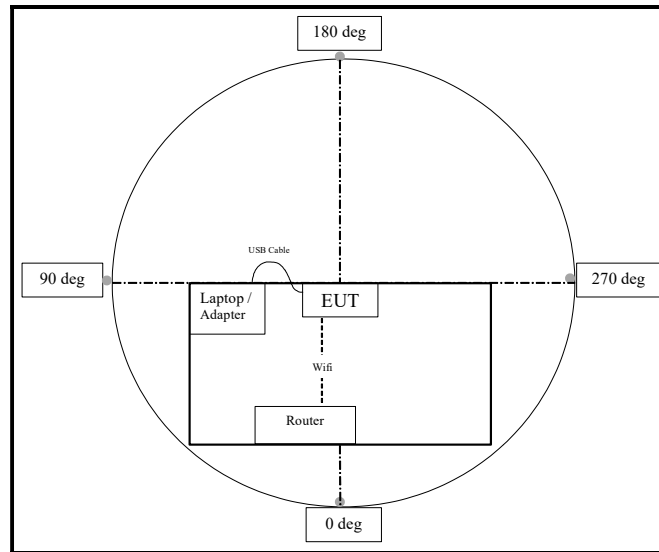 180 deg
USB Cable
90 deg
270 deg
Laptop /
Adapter
EUT
Wifi
Router
0 deg